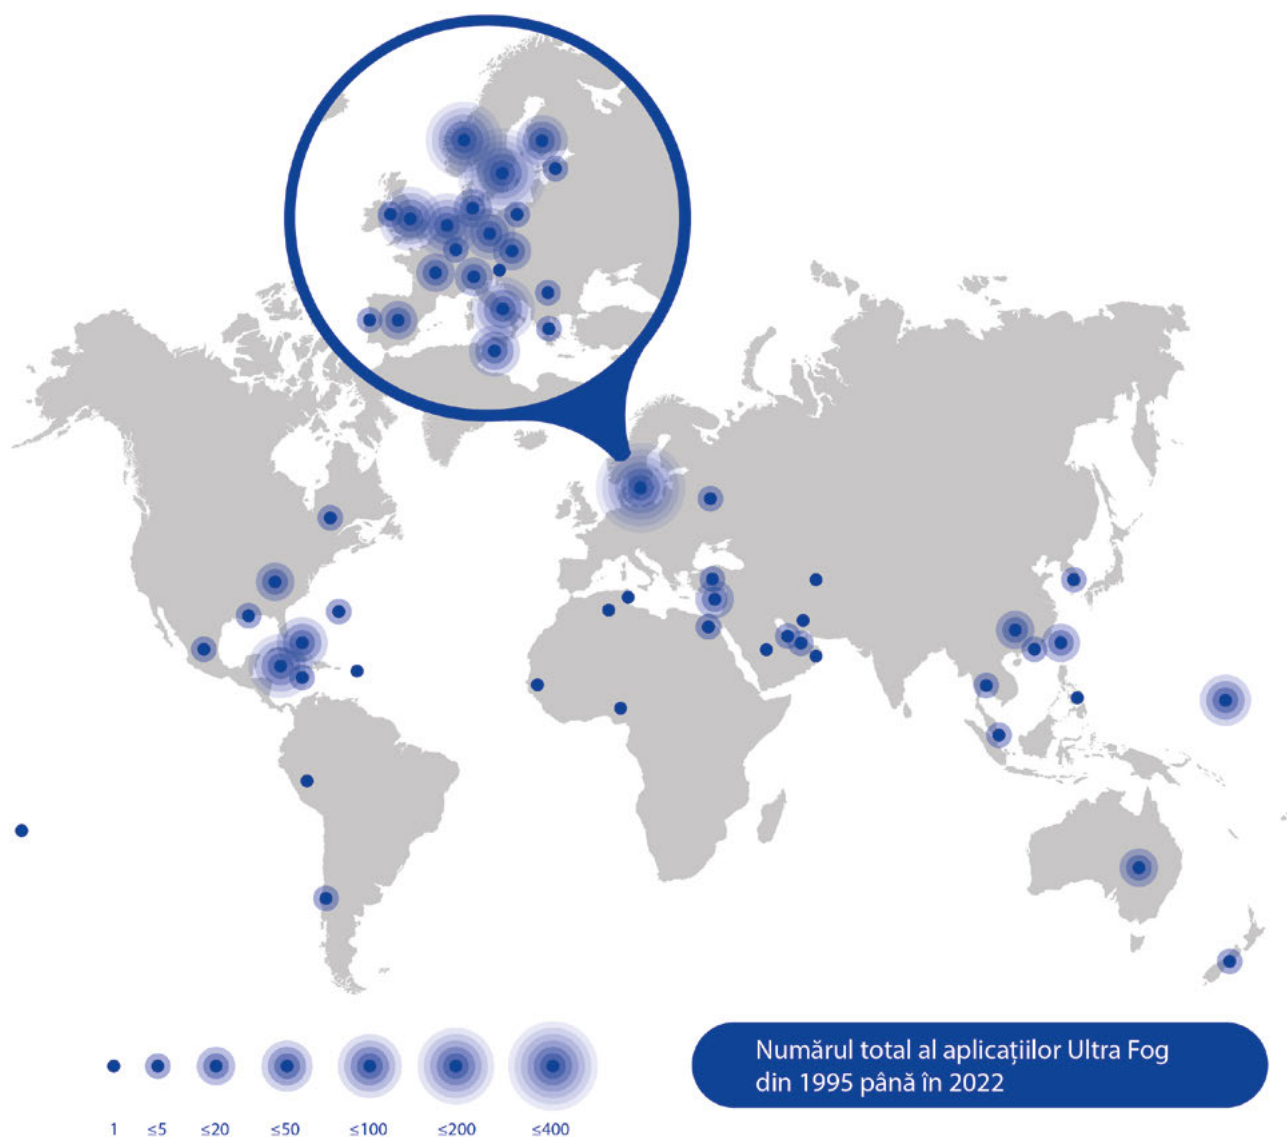 Numărul total al aplicațiilor Ultra Fog
din 1995 până în 2022
1 ≤5 ≤20 ≤50 ≤100 ≤200 ≤400